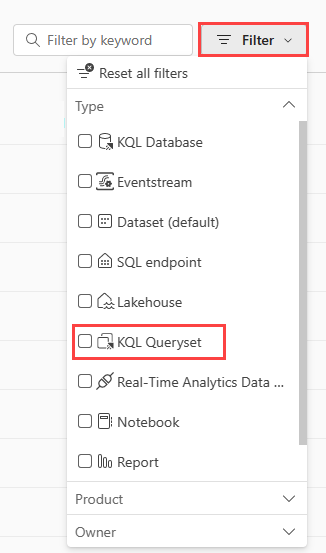 Filter by keyword
Filter
Reset all filters
Type
KQL Database
Eventstream
Dataset (default)
SQL endpoint
Lakehouse
KQL Queryset
Real-Time Analytics Data ...
Notebook
Report
Product
Owner